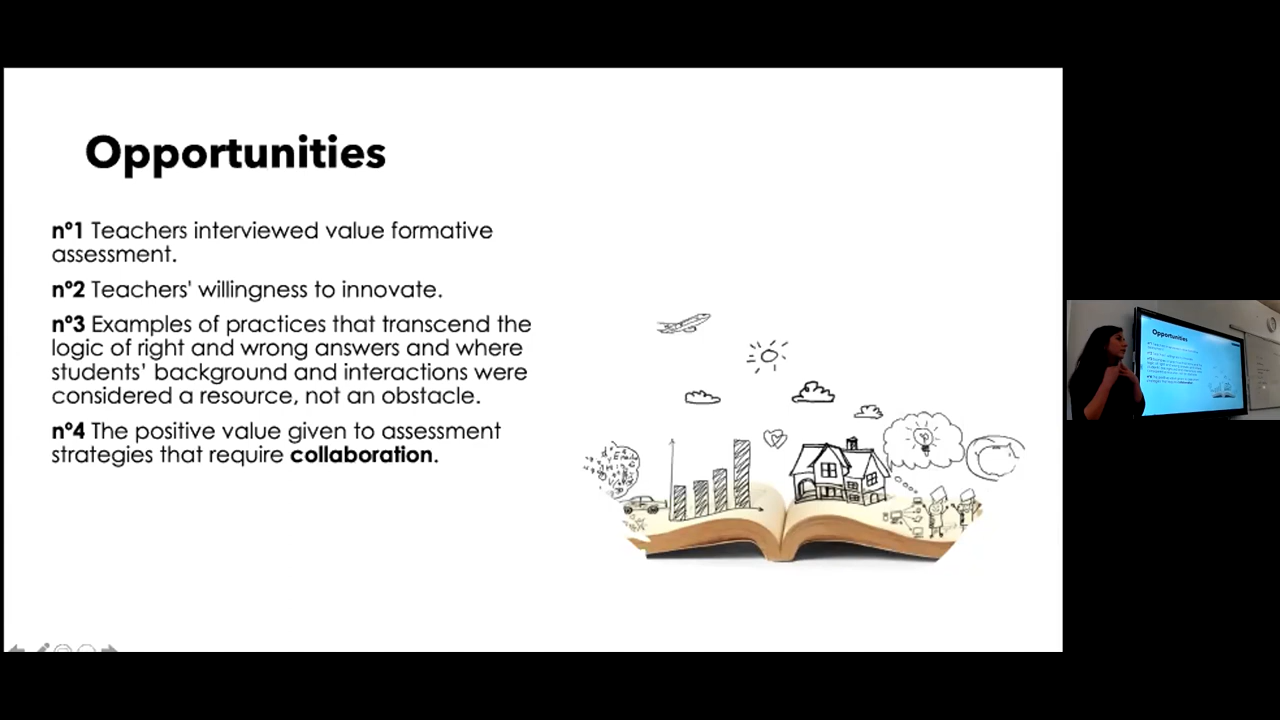 Opportunities
nº1 Teachers interviewed value formative
assessment.
nº2 Teachers' willingness to innovate.
nº3 Examples of practices that transcend the
logic of right and wrong answers and where
students’ background and interactions were
considered a resource, not an obstacle.
nº4 The positive value given to assessment
strategies that require collaboration.
Opportunities